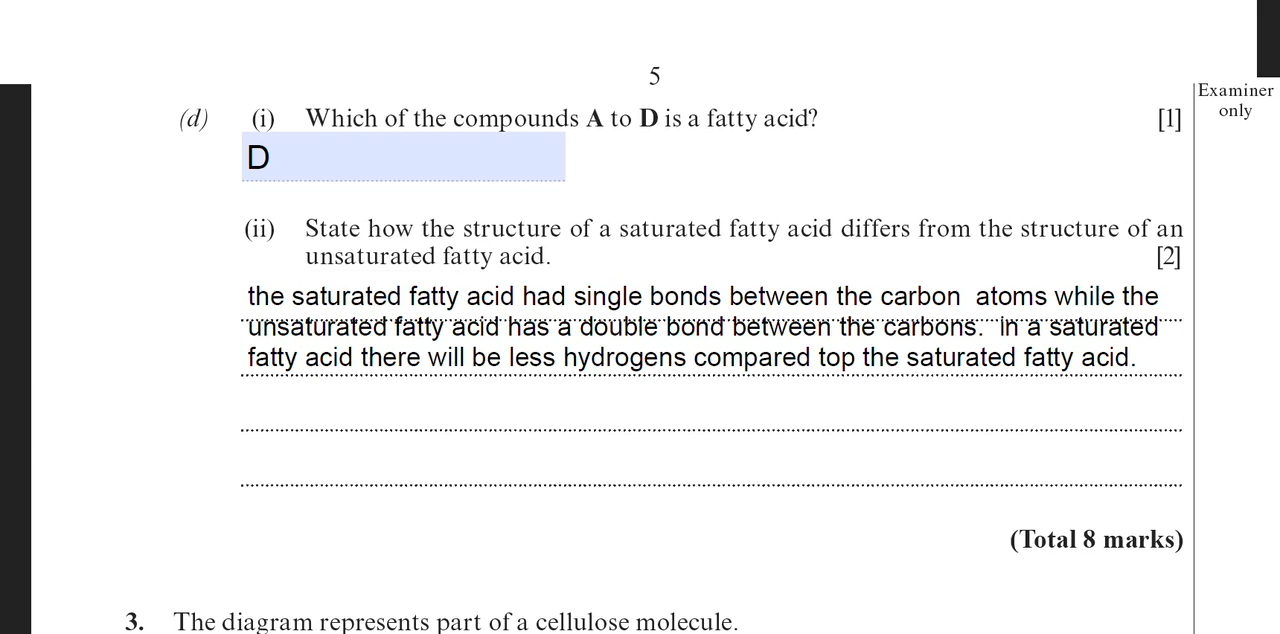 5
Examiner
only
(d) (i) Which of the compounds A to D is a fatty acid? [1]
D
(ii) State how the structure of a saturated fatty acid differs from the structure of an
unsaturated fatty acid. [2]
the saturated fatty acid had single bonds between the carbon  atoms while the
unsaturated fatty acid has a double bond between the carbons.  in a saturated
fatty acid there will be less hydrogens compared top the saturated fatty acid.
(Total 8 marks)
3. The diagram represents part of a cellulose molecule.